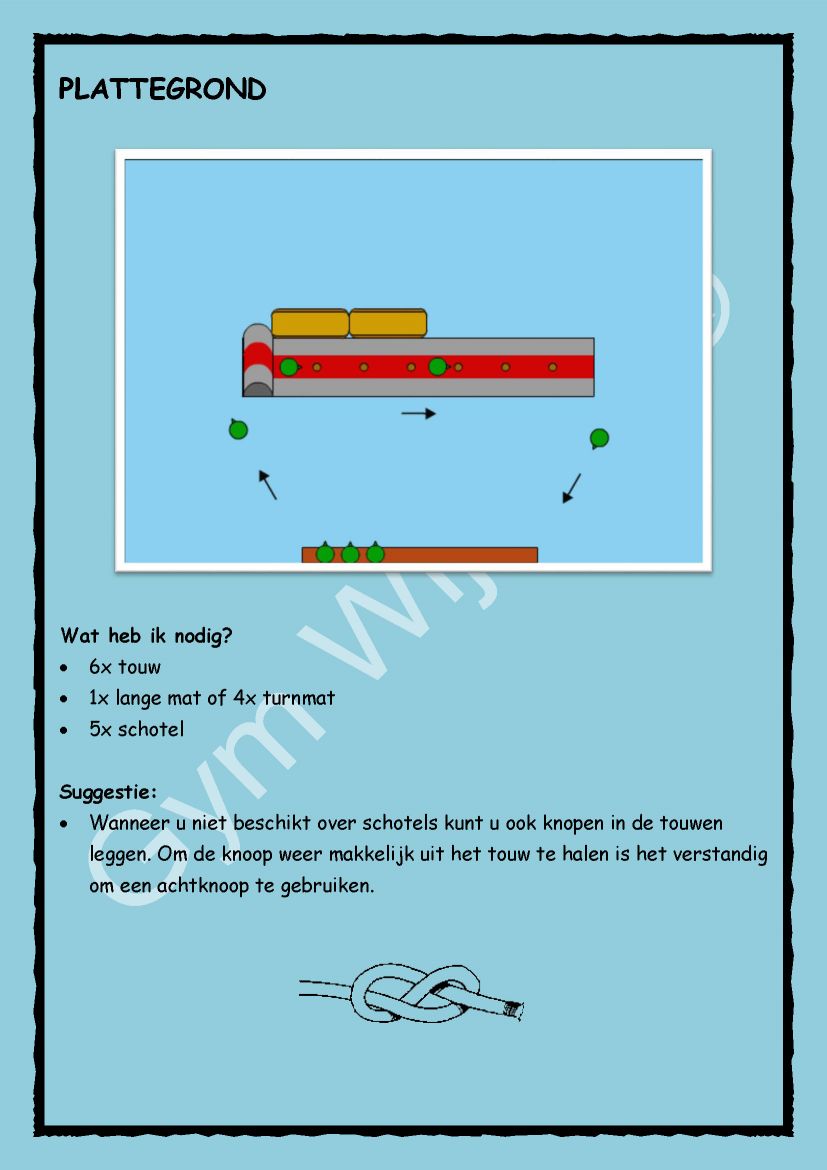 PLATTEGROND
Wat heb ik nodig?
• 6x touw
• 1x lange mat of 4x turnmat
• 5x schotel
Suggestie:
• Wanneer u niet beschikt over schotels kunt u ook knopen in de touwen
leggen. Om de knoop weer makkelijk uit het touw te halen is het verstandig
om een achtknoop te gebruiken.
Gym